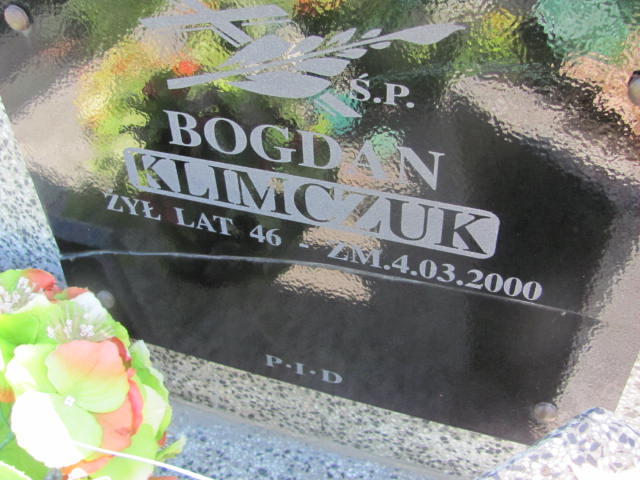 Ś.P.
BOGDAN
KLIMCZUK
ŻYŁ LAT 46 - ZM.4.03.2000
P·I·D